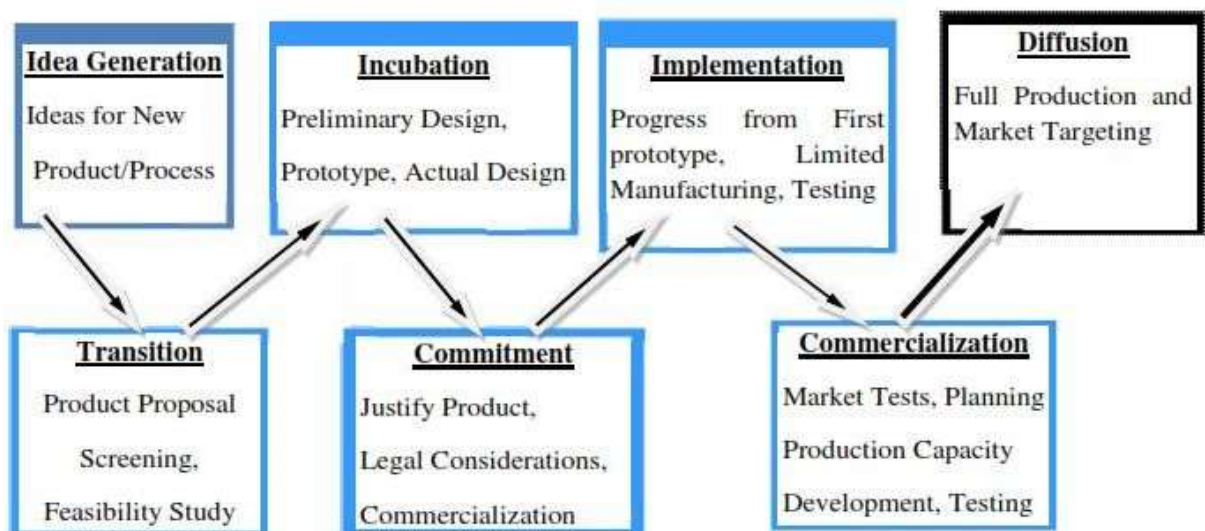 Idea Generation
Ideas for New
Product/Process
Incubation
Preliminary Design,
Prototype, Actual Design
Implementation
Progress from First
prototype, Limited
Manufacturing, Testing
Diffusion
Full Production and
Market Targeting
Transition
Product Proposal
Screening,
Feasibility Study
Commitment
Justify Product,
Legal Considerations,
Commercialization
Commercialization
Market Tests, Planning
Production Capacity
Development, Testing